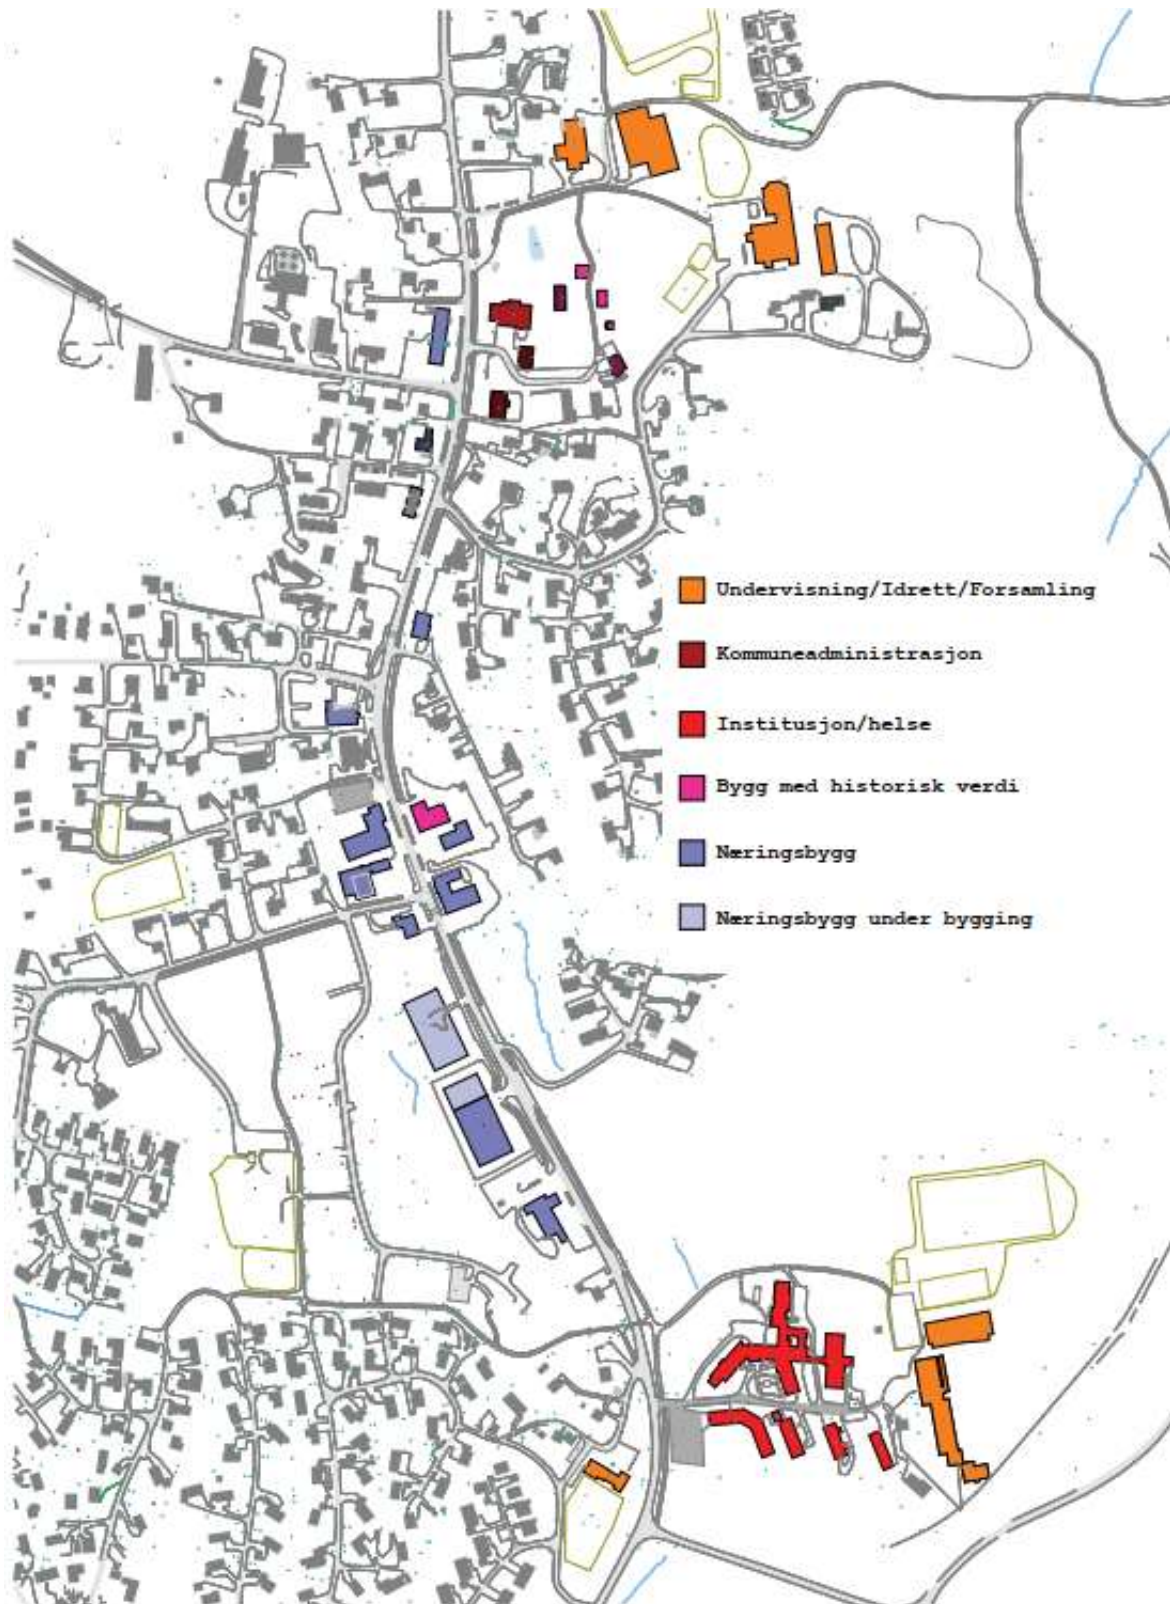 Undervisning/Idrett/Forsamling
Kommuneadministrasjon
Institusjon/helse
Bygg med historisk verdi
Næringsbygg
Næringsbygg under bygging